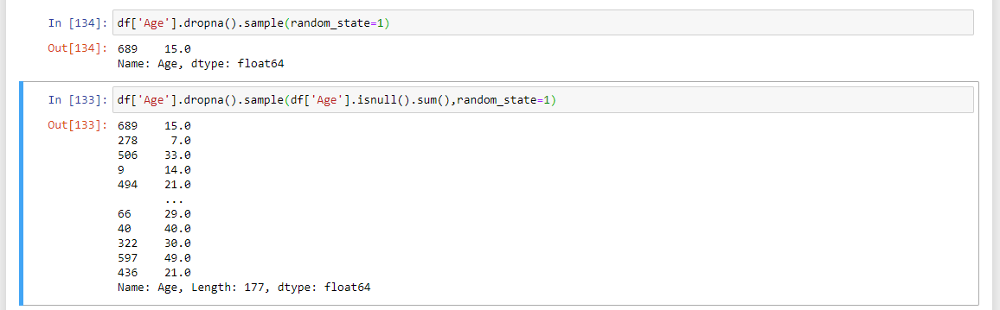 In [134]: df['Age'].dropna().sample(random_state=1)
Out[134]: 689    15.0
Name: Age, dtype: float64
In [133]: df['Age'].dropna().sample(df['Age'].isnull().sum(),random_state=1)
Out[133]: 689    15.0
278     7.0
506    33.0
9      14.0
494    21.0
...
66     29.0
40     40.0
322    30.0
597    49.0
436    21.0
Name: Age, Length: 177, dtype: float64